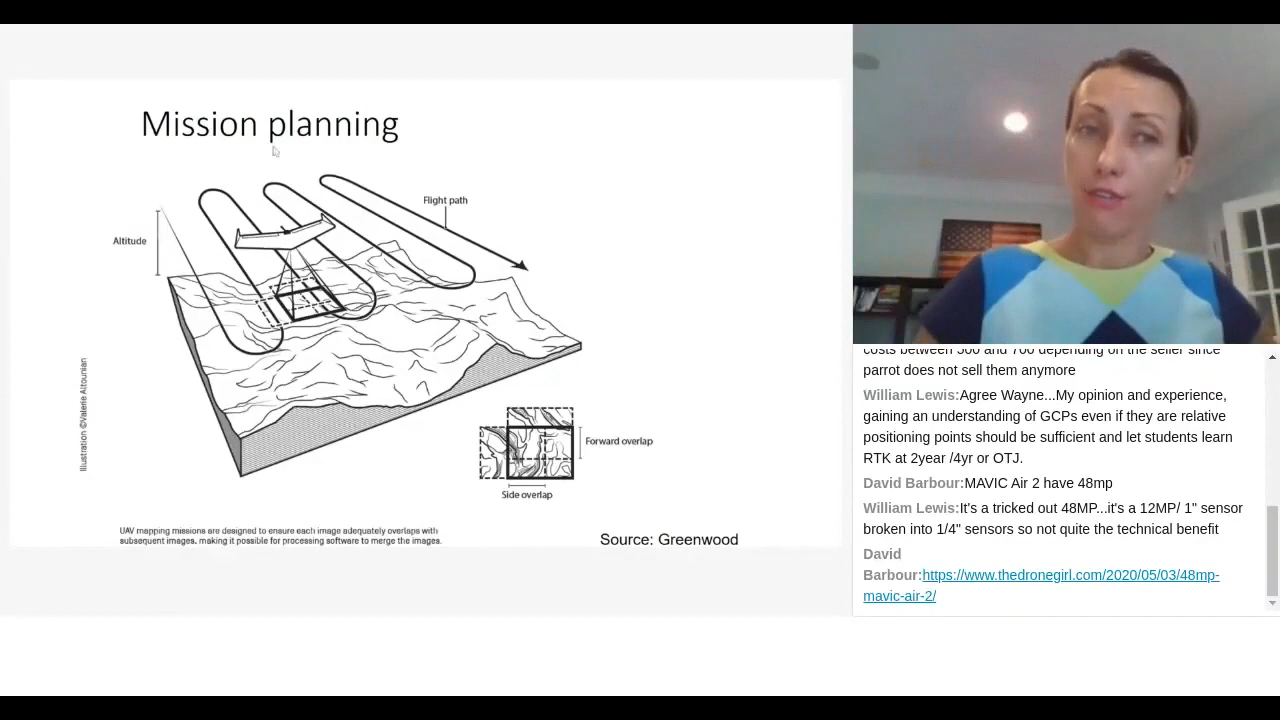 Mission planning
Flight path
Altitude
Illustration ©Valerie Altounian
Forward overlap
Side overlap
UAV mapping missions are designed to ensure each image adequately overlaps with
subsequent images, making it possible for processing software to merge the images.
Source: Greenwood
costs between 500 and 700 depending on the seller since
parrot does not sell them anymore
William Lewis:Agree Wayne...My opinion and experience,
gaining an understanding of GCPs even if they are relative
positioning points should be sufficient and let students learn
RTK at 2year /4yr or OTJ.
David Barbour:MAVIC Air 2 have 48mp
William Lewis:It's a tricked out 48MP...it's a 12MP/ 1" sensor
broken into 1/4" sensors so not quite the technical benefit
David
Barbour:https://www.thedronegirl.com/2020/05/03/48mp-
mavic-air-2/